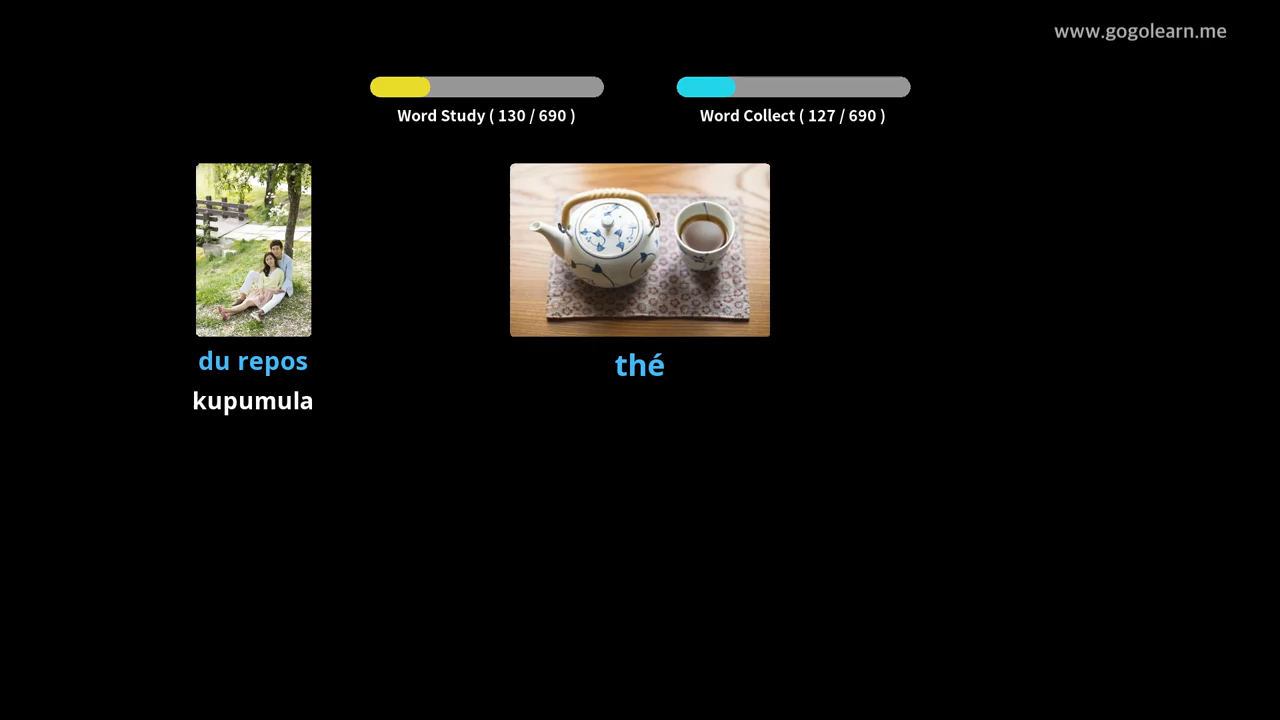 www.gogolearn.me
Word Study ( 130 / 690 )
Word Collect ( 127 / 690 )
du repos
kupumula
thé